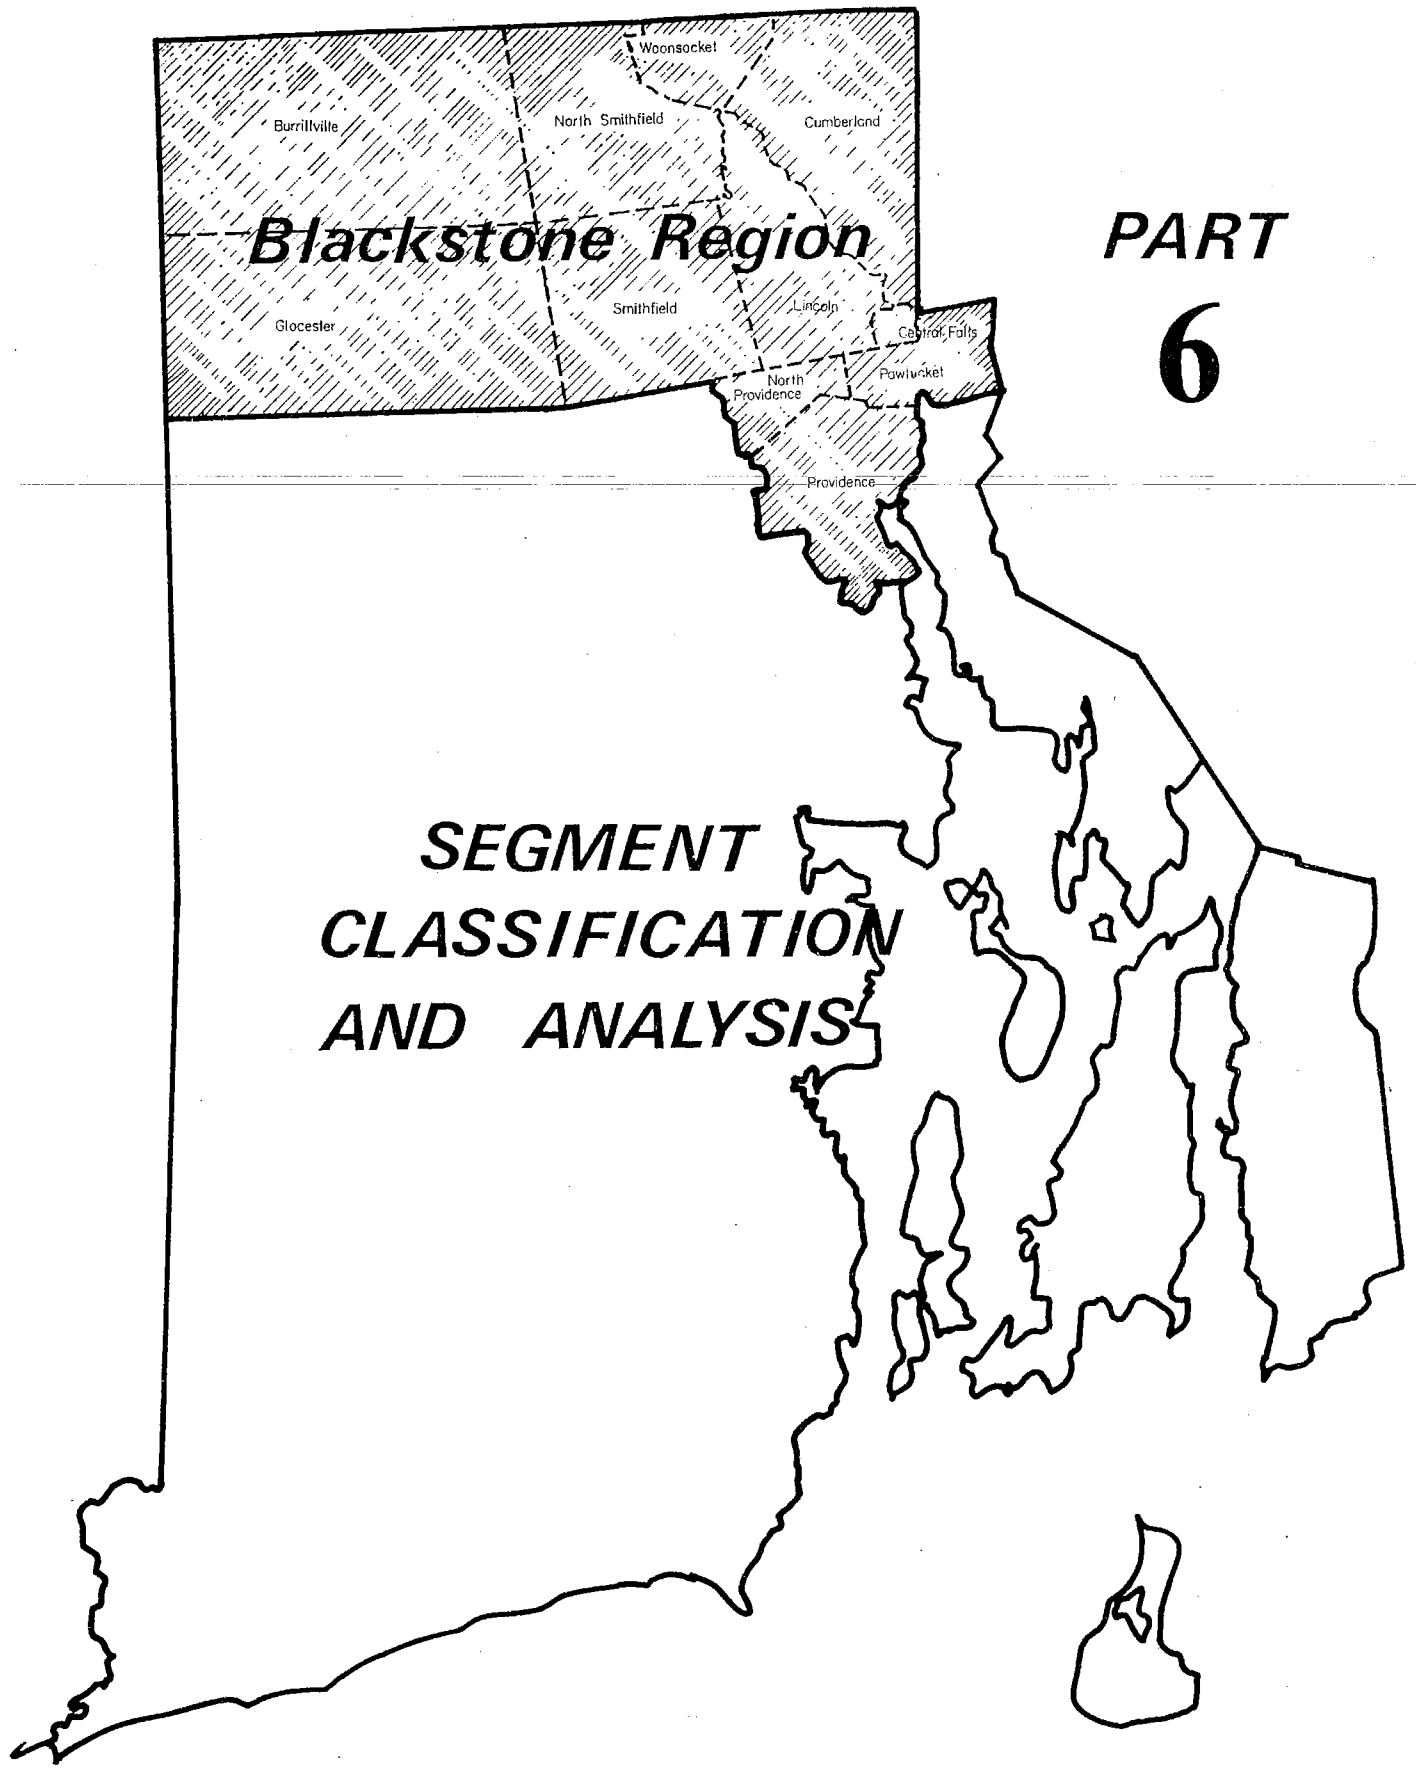 Woonsocket
Burrillville
North Smithfield
Cumberland
Blackstone Region
PART
6
Glocester
Smithfield
Lincoln
Central Falls
Pawtucket
North
Providence
Providence
SEGMENT
CLASSIFICATION
AND ANALYSIS